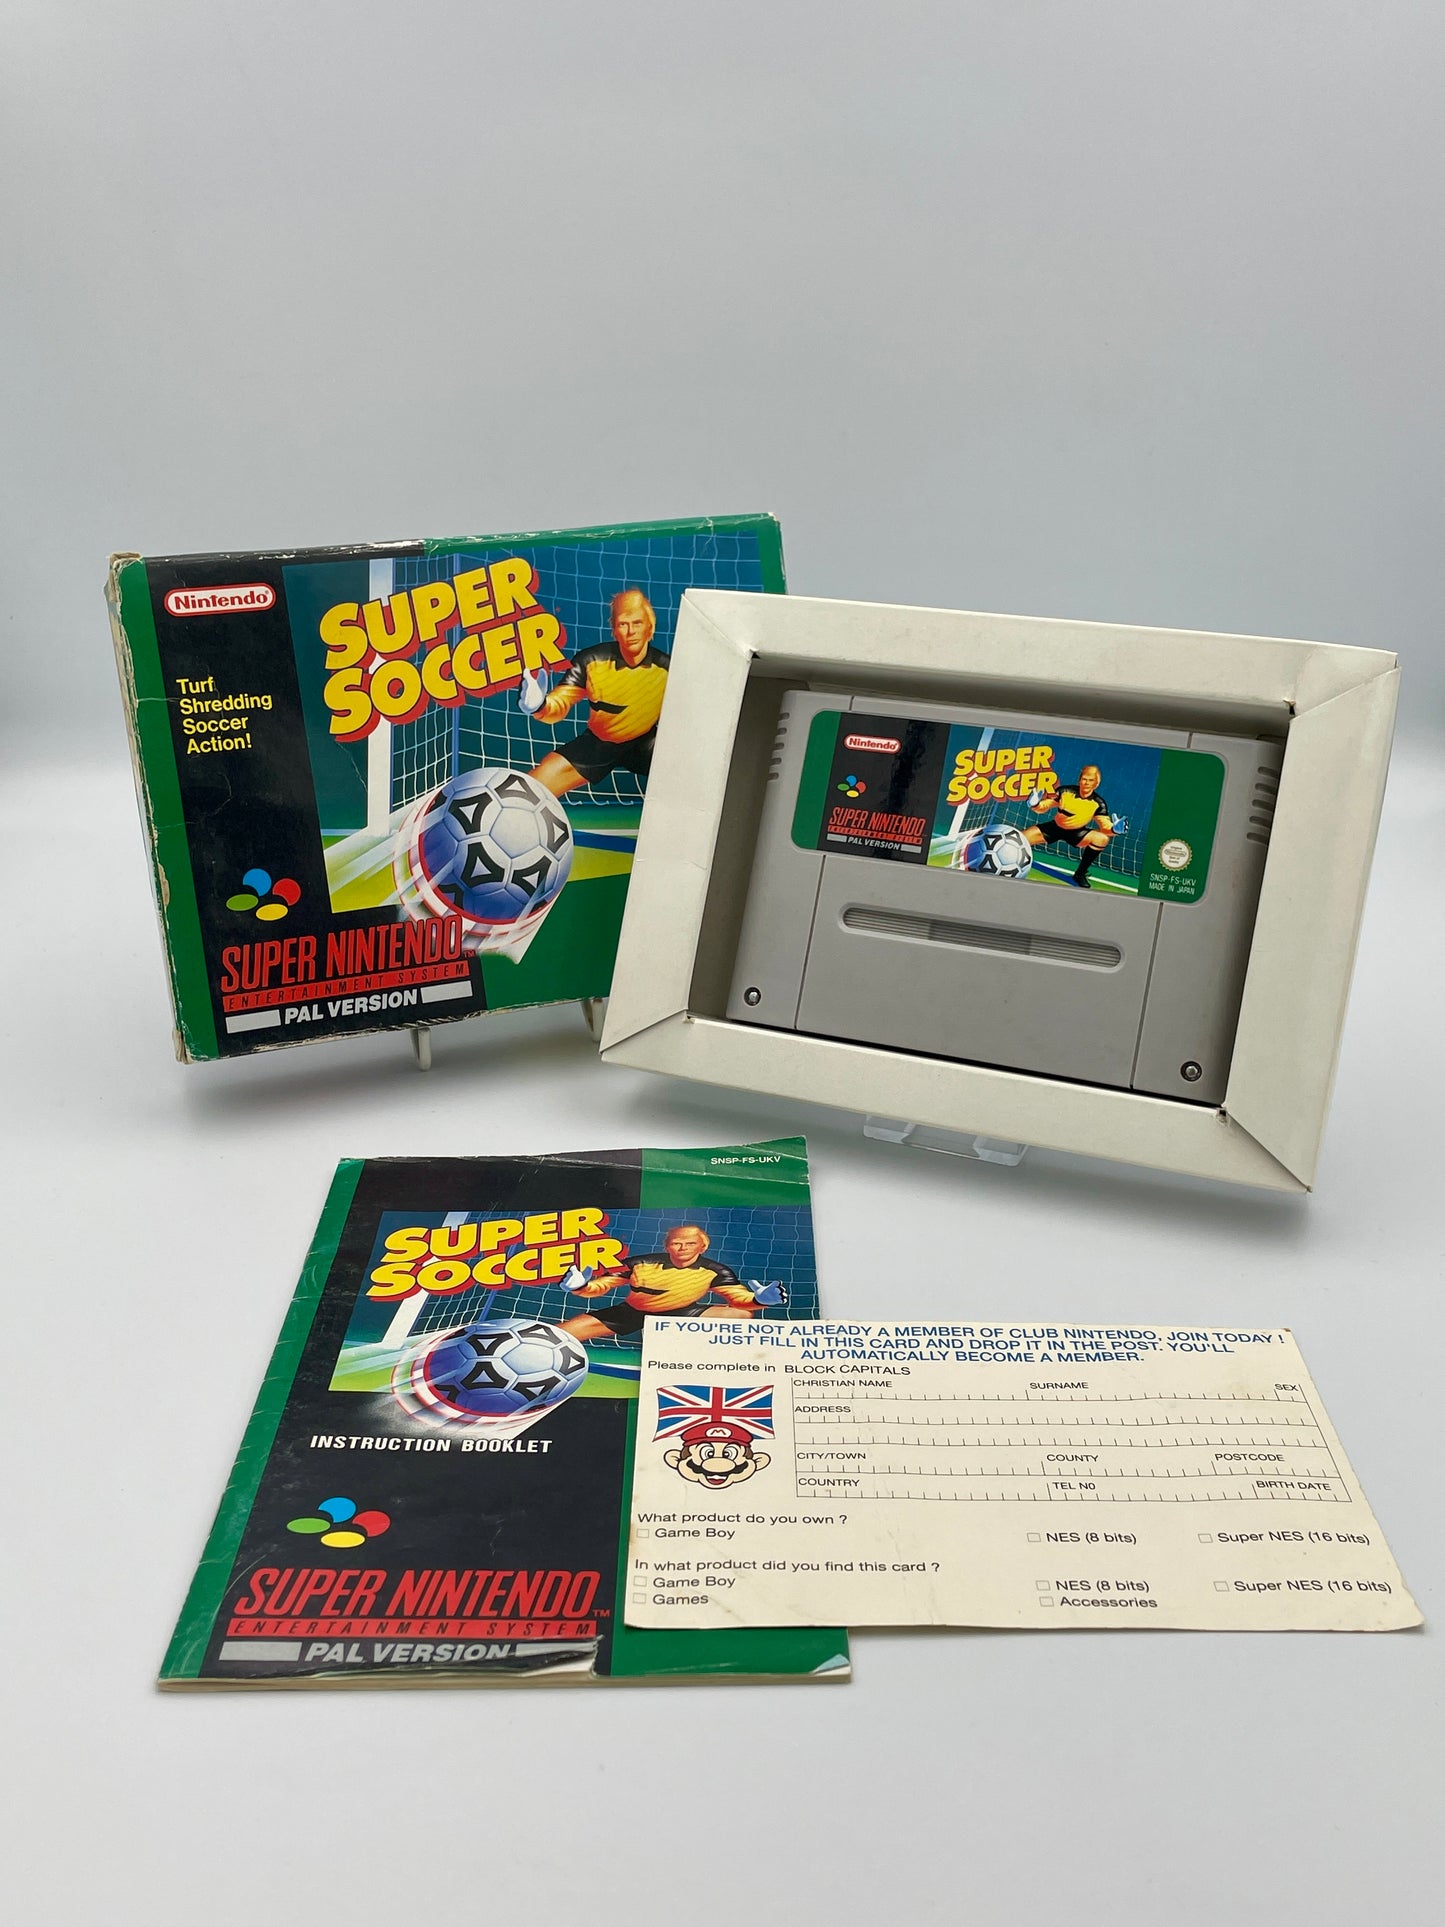 Nintendo®
SUPER
SOCCER
Turf
Shredding
Soccer
Action!
SUPER NINTENDO™
ENTERTAINMENT SYSTEM
PAL VERSION
Nintendo
SUPER
SOCCER
SUPER NINTENDO
ENTERTAINMENT SYSTEM
PAL VERSION
SNSP-FS-UKV
MADE IN JAPAN
SNSP-FS-UKV
SUPER
SOCCER
INSTRUCTION BOOKLET
SUPER NINTENDO™
ENTERTAINMENT SYSTEM
PAL VERSION
IF YOU'RE NOT ALREADY A MEMBER OF CLUB NINTENDO, JOIN TODAY !
JUST FILL IN THIS CARD AND DROP IT IN THE POST. YOU'LL
AUTOMATICALLY BECOME A MEMBER.
Please complete in BLOCK CAPITALS
CHRISTIAN NAME SURNAME SEX
ADDRESS
CITY/TOWN COUNTY POSTCODE
COUNTRY TEL NO BIRTH DATE
M
What product do you own ?
Game Boy NES (8 bits) Super NES (16 bits)
In what product did you find this card ?
Game Boy NES (8 bits) Super NES (16 bits)
Games Accessories